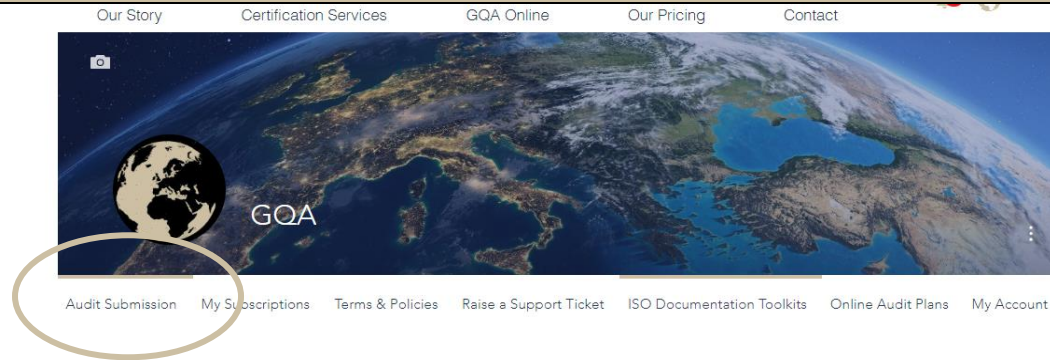 Our Story Certification Services GQA Online Our Pricing Contact
GQA
Audit Submission My Subscriptions Terms & Policies Raise a Support Ticket ISO Documentation Toolkits Online Audit Plans My Account